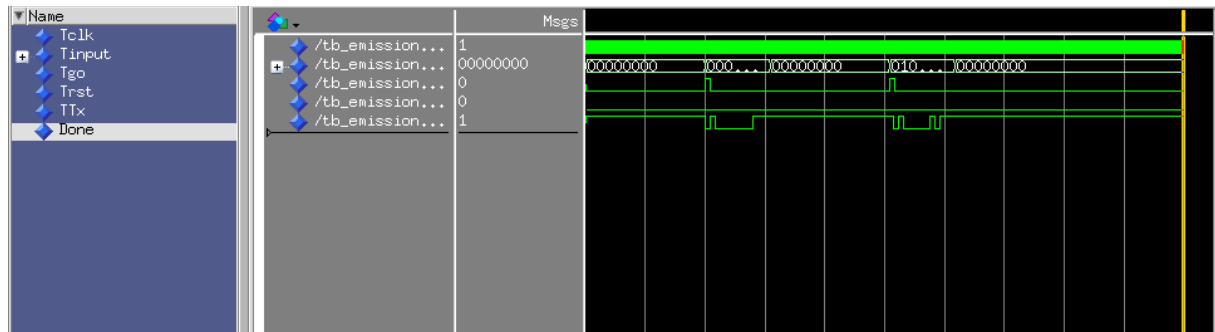 Name
Tclk
Tinput
Tgo
Trst
TTx
Done
Msgs
/tb_emission... 1
/tb_emission... 00000000 00000000 000... 00000000 010... 00000000
/tb_emission... 0
/tb_emission... 0
/tb_emission... 1